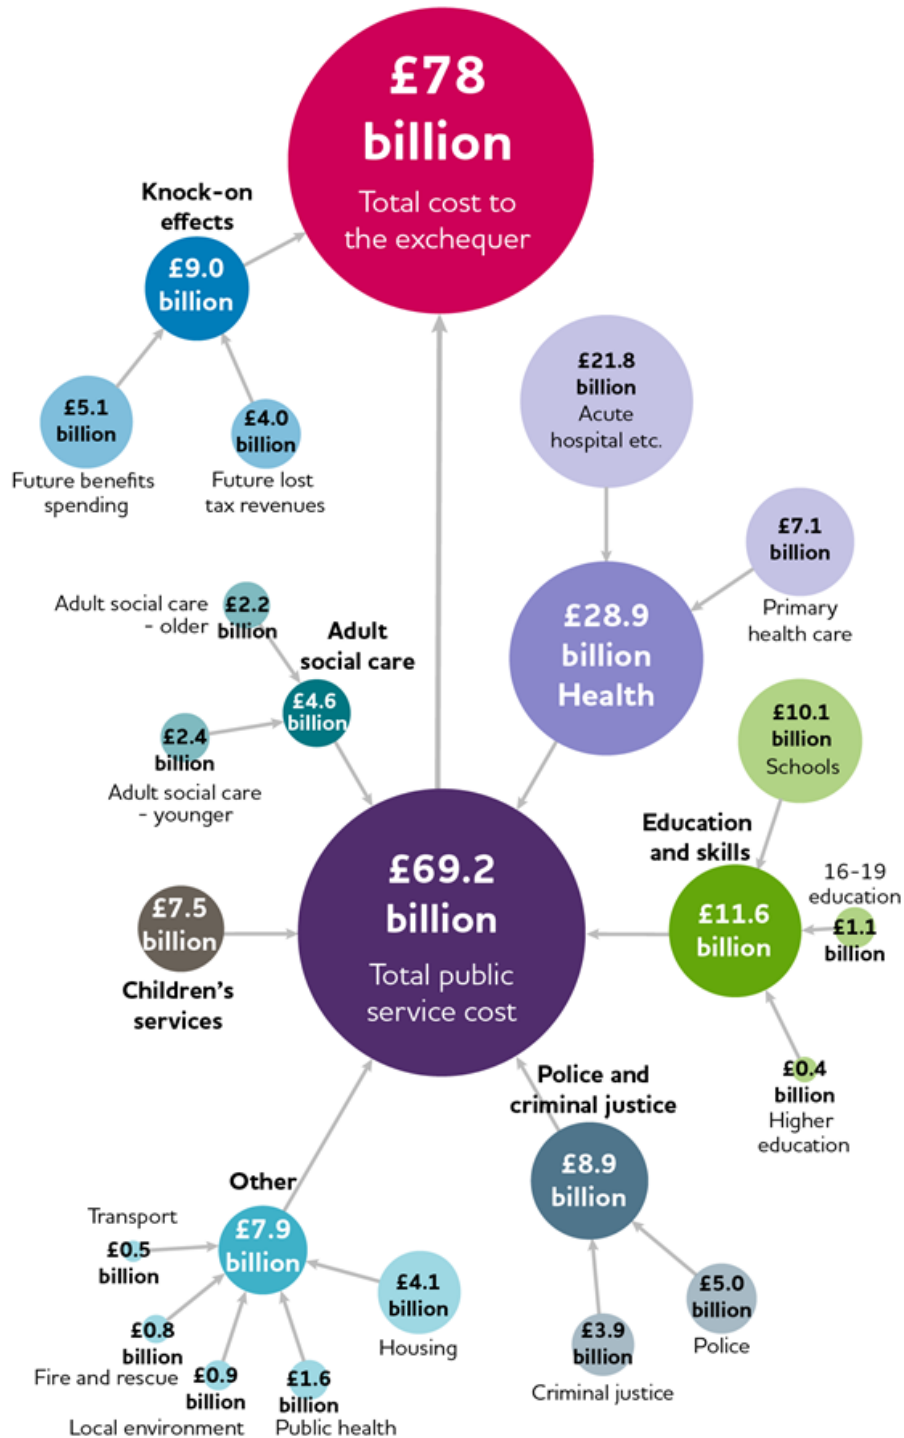 £78
billion
Total cost to
the exchequer
Knock-on
effects
£9.0
billion
£5.1
billion
Future benefits
spending
£4.0
billion
Future lost
tax revenues
£21.8
billion
Acute
hospital etc.
£7.1
billion
Primary
health care
£28.9
billion
Health
Adult social care
- older
£2.2
billion
Adult
social care
£4.6
billion
£2.4
billion
Adult social care
- younger
£10.1
billion
Schools
Education
and skills
£11.6
billion
16-19
education
£1.1
billion
£0.4
billion
Higher
education
£69.2
billion
Total public
service cost
£7.5
billion
Children's
services
Police and
criminal justice
£8.9
billion
£5.0
billion
Police
£3.9
billion
Criminal justice
Other
£7.9
billion
Transport
£0.5
billion
£0.8
billion
Fire and rescue
£0.9
billion
Local environment
£1.6
billion
Public health
£4.1
billion
Housing